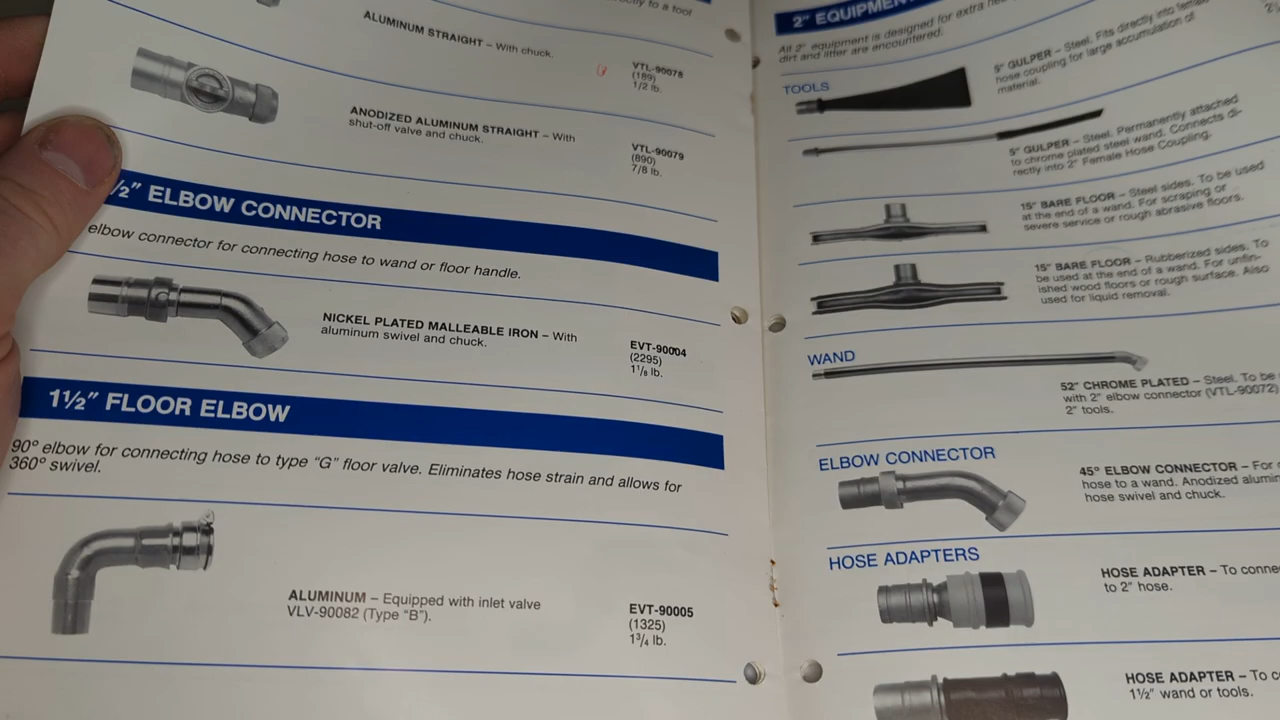 ctly to a tool
ALUMINUM STRAIGHT – With chuck.
VTL-90078
(189)
1/2 lb.
ANODIZED ALUMINUM STRAIGHT – With
shut-off valve and chuck.
VTL-90079
(890)
7/8 lb.
/2" ELBOW CONNECTOR
elbow connector for connecting hose to wand or floor handle.
NICKEL PLATED MALLEABLE IRON – With
aluminum swivel and chuck.
EVT-90004
(2295)
1 1/8 lb.
1½" FLOOR ELBOW
90° elbow for connecting hose to type "G" floor valve. Eliminates hose strain and allows for
360° swivel.
ALUMINUM – Equipped with inlet valve
VLV-90082 (Type "B").
EVT-90005
(1325)
1 3/4 lb.
2" EQUIPMENT
All 2" equipment is designed for extra
dirt and litter are encountered.
TOOLS
5" GULPER – Steel. Fits directly into
hose coupling for large accumulation of
material.
5" GULPER – Steel. Permanently attached
to chrome plated steel wand. Connects di-
rectly into 2" Female Hose Coupling.
15" BARE FLOOR – Steel sides. To be used
at the end of a wand. For scraping or
severe service or rough abrasive floors.
15" BARE FLOOR – Rubberized sides. To
be used at the end of a wand. For unfin-
ished wood floors or rough surface. Also
used for liquid removal.
WAND
52" CHROME PLATED – Steel. To be
with 2" elbow connector (VTL-90072)
2" tools.
ELBOW CONNECTOR
45° ELBOW CONNECTOR – For
hose to a wand. Anodized alumin
hose swivel and chuck.
HOSE ADAPTERS
HOSE ADAPTER – To conne
to 2" hose.
HOSE ADAPTER – To c
1½" wand or tools.